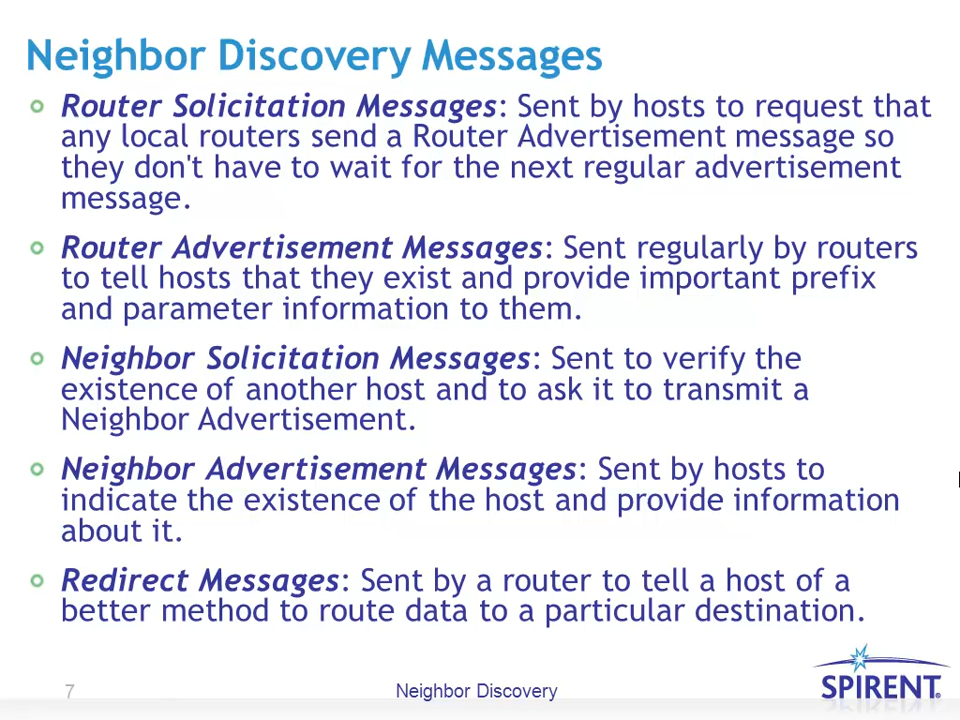 Neighbor Discovery Messages
Router Solicitation Messages: Sent by hosts to request that
any local routers send a Router Advertisement message so
they don't have to wait for the next regular advertisement
message.
Router Advertisement Messages: Sent regularly by routers
to tell hosts that they exist and provide important prefix
and parameter information to them.
Neighbor Solicitation Messages: Sent to verify the
existence of another host and to ask it to transmit a
Neighbor Advertisement.
Neighbor Advertisement Messages: Sent by hosts to
indicate the existence of the host and provide information
about it.
Redirect Messages: Sent by a router to tell a host of a
better method to route data to a particular destination.
7
Neighbor Discovery
SPIRENT®